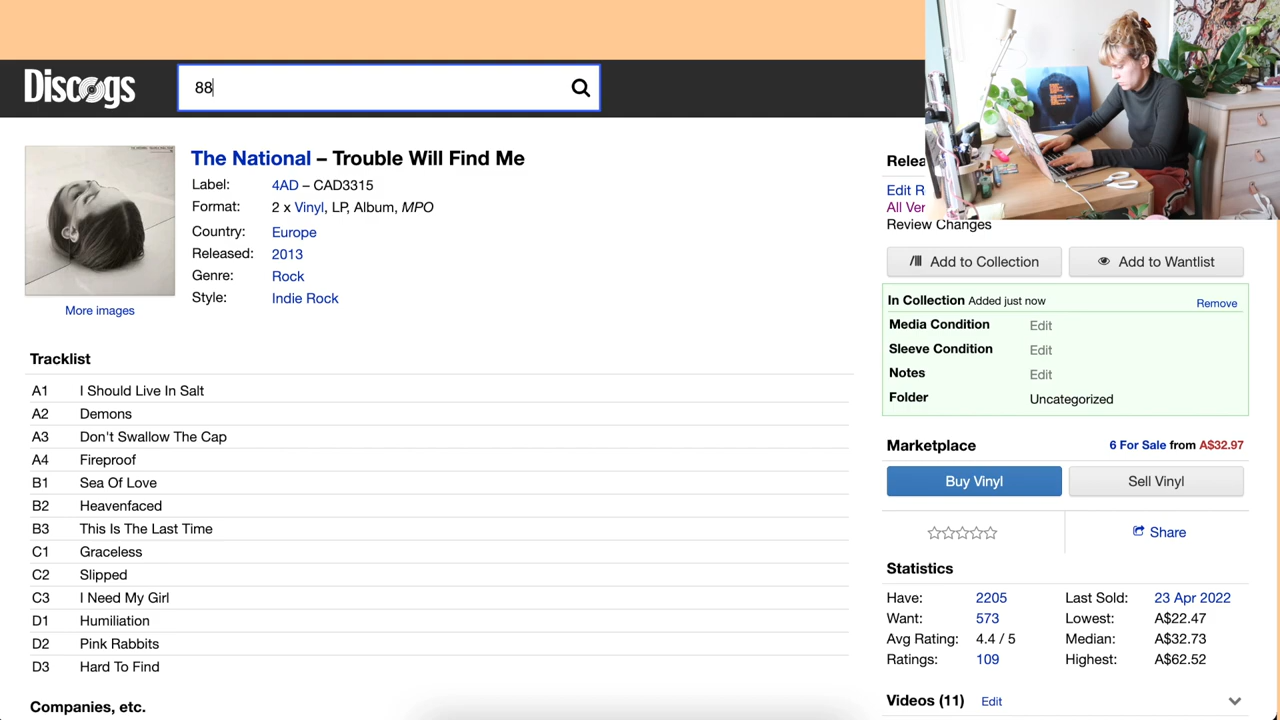 Discogs
88
The National – Trouble Will Find Me
Label: 4AD – CAD3315
Format: 2 x Vinyl, LP, Album, MPO
Country: Europe
Released: 2013
Genre: Rock
Style: Indie Rock
More images
Tracklist
A1 I Should Live In Salt
A2 Demons
A3 Don't Swallow The Cap
A4 Fireproof
B1 Sea Of Love
B2 Heavenfaced
B3 This Is The Last Time
C1 Graceless
C2 Slipped
C3 I Need My Girl
D1 Humiliation
D2 Pink Rabbits
D3 Hard To Find
Companies, etc.
Relea
Edit R
All Ver
Review Changes
Add to Collection
Add to Wantlist
In Collection Added just now Remove
Media Condition Edit
Sleeve Condition Edit
Notes Edit
Folder Uncategorized
Marketplace 6 For Sale from A$32.97
Buy Vinyl
Sell Vinyl
Share
Statistics
Have: 2205 Last Sold: 23 Apr 2022
Want: 573 Lowest: A$22.47
Avg Rating: 4.4 / 5 Median: A$32.73
Ratings: 109 Highest: A$62.52
Videos (11) Edit